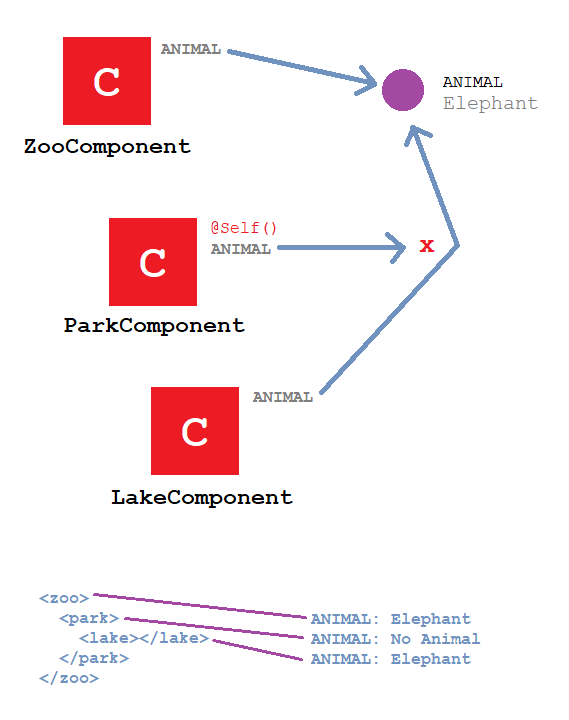 C
ANIMAL
ANIMAL
Elephant
ZooComponent
@Self()
ANIMAL
x
C
ParkComponent
ANIMAL
C
LakeComponent
<zoo>
<park>
<lake></lake>
</park>
</zoo>
ANIMAL: Elephant
ANIMAL: No Animal
ANIMAL: Elephant